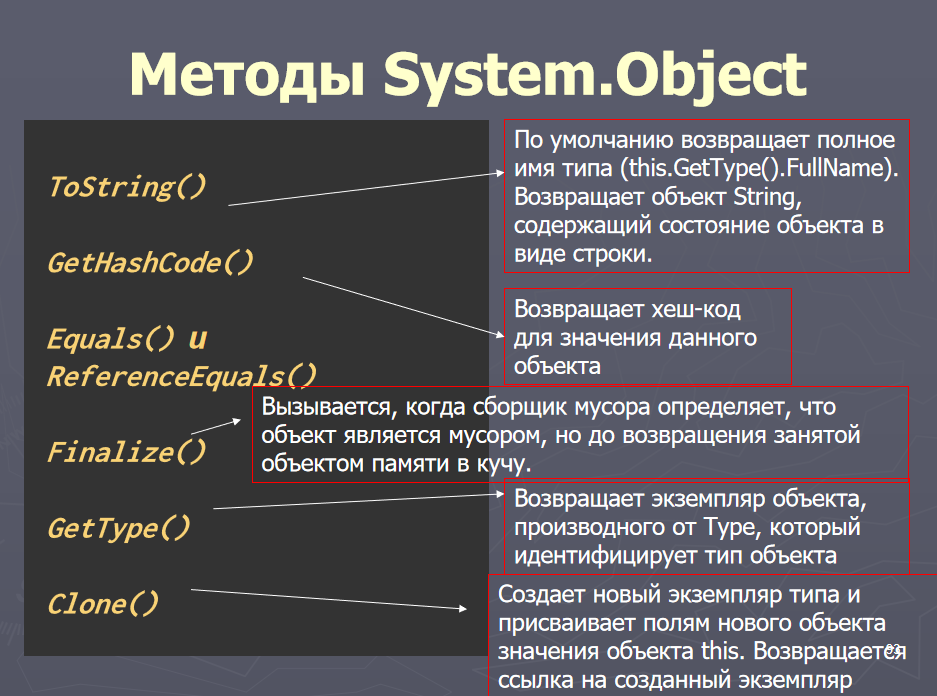 Методы System.Object
ToString()
По умолчанию возвращает полное
имя типа (this.GetType().FullName).
Возвращает объект String,
содержащий состояние объекта в
виде строки.
GetHashCode()
Возвращает хеш-код
для значения данного
объекта
Equals() и
ReferenceEquals()
Finalize()
Вызывается, когда сборщик мусора определяет, что
объект является мусором, но до возвращения занятой
объектом памяти в кучу.
GetType()
Возвращает экземпляр объекта,
производного от Type, который
идентифицирует тип объекта
Clone()
Создает новый экземпляр типа и
присваивает полям нового объекта
значения объекта this. Возвращается
ссылка на созданный экземпляр
93